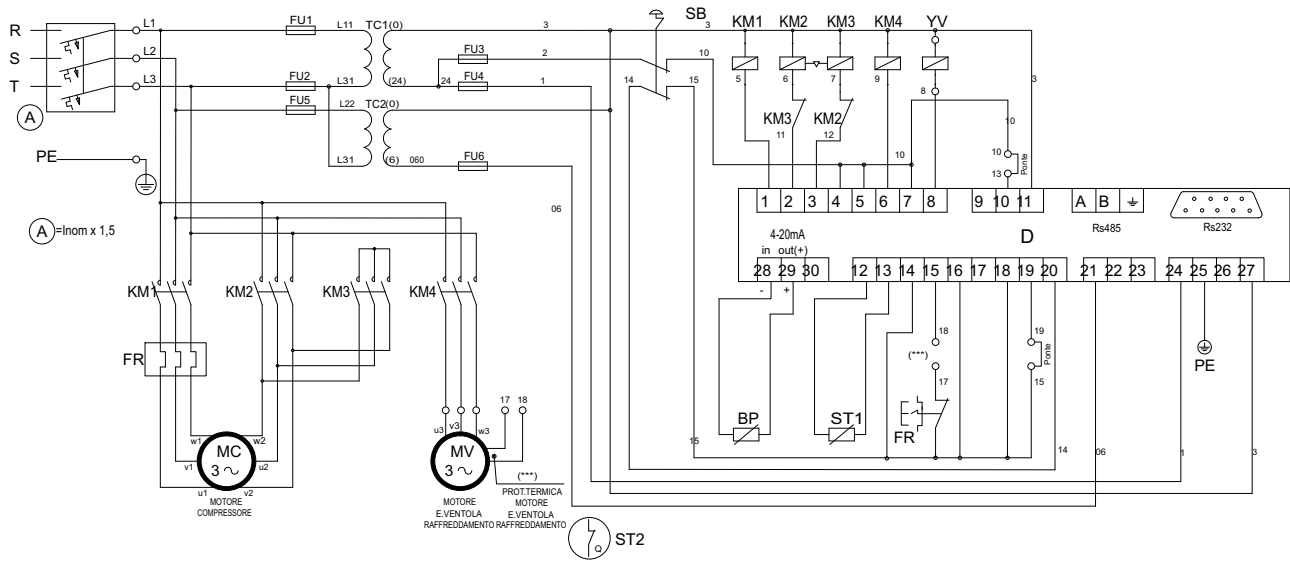 R
S
T
A
L1
L2
L3
PE
FU1
FU2
FU5
L11
L31
L22
L31
TC1(0)
(24)
TC2(0)
(6)
3
24
060
FU3
FU4
FU6
2
1
06
SB
3
10
14
15
KM1
KM2
KM3
KM4
YV
5
6
7
9
8
KM3
KM2
11
12
10
3
10
10
13
Ponte
1 2 3 4 5 6 7 8
9 10 11
A B
Rs485
Rs232
D
4-20mA
in out(+)
28 29 30
- +
12 13 14 15 16 17 18 19 20
21 22 23
24 25 26 27
A =Inom x 1,5
KM1
KM2
KM3
KM4
FR
w1
w2
v1
u2
u1
v2
MC
3 ~
MOTORE
COMPRESSORE
u3
v3
w3
17
18
MV
3 ~
MOTORE
E.VENTOLA
RAFFREDDAMENTO
(***)
PROT.TERMICA
MOTORE
E.VENTOLA
RAFFREDDAMENTO
Q
ST2
BP
ST1
18
(***)
17
FR
19
15
Ponte
PE
15
14
06
1
3